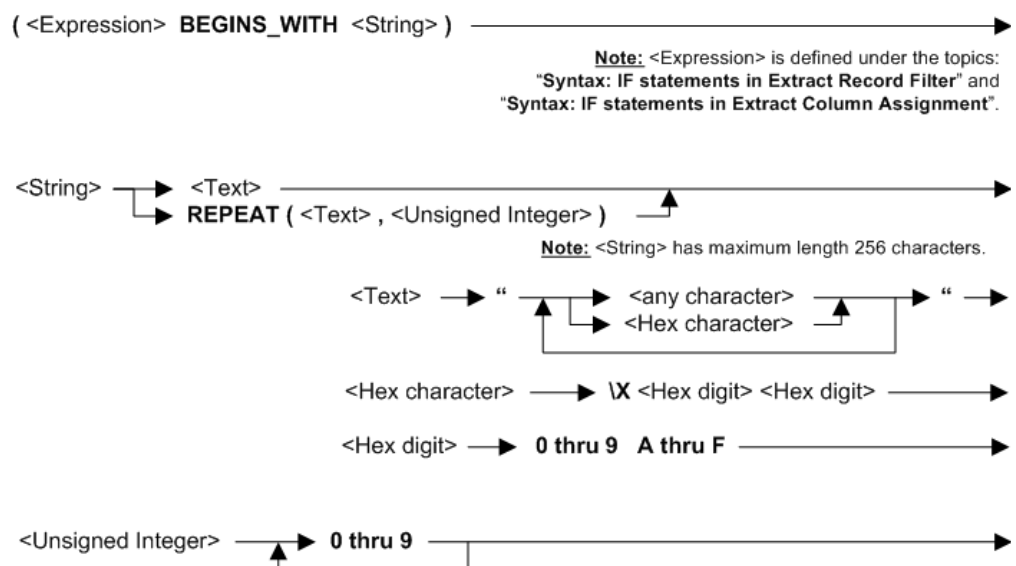 ( <Expression> BEGINS_WITH <String> )
Note: <Expression> is defined under the topics:
“Syntax: IF statements in Extract Record Filter” and
“Syntax: IF statements in Extract Column Assignment”.
<String> <Text>
REPEAT ( <Text> , <Unsigned Integer> )
Note: <String> has maximum length 256 characters.
<Text> “ <any character> “
<Hex character>
<Hex character> \X <Hex digit> <Hex digit>
<Hex digit> 0 thru 9 A thru F
<Unsigned Integer> 0 thru 9